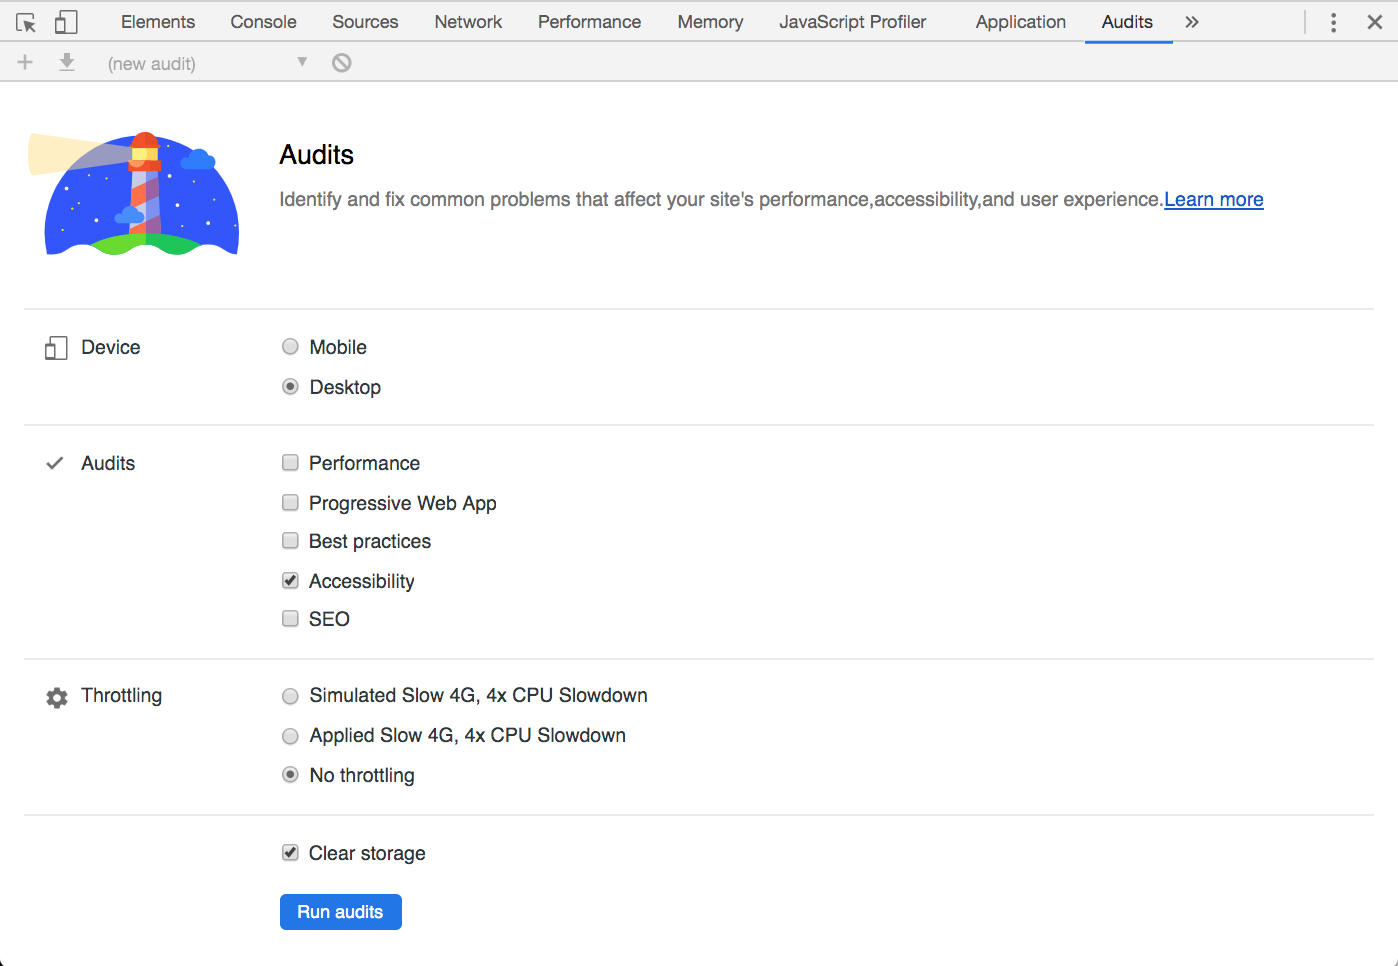 Elements Console Sources Network Performance Memory JavaScript Profiler Application Audits »
(new audit)
Audits
Identify and fix common problems that affect your site's performance,accessibility,and user experience.Learn more
Device
Mobile
Desktop
Audits
Performance
Progressive Web App
Best practices
Accessibility
SEO
Throttling
Simulated Slow 4G, 4x CPU Slowdown
Applied Slow 4G, 4x CPU Slowdown
No throttling
Clear storage
Run audits